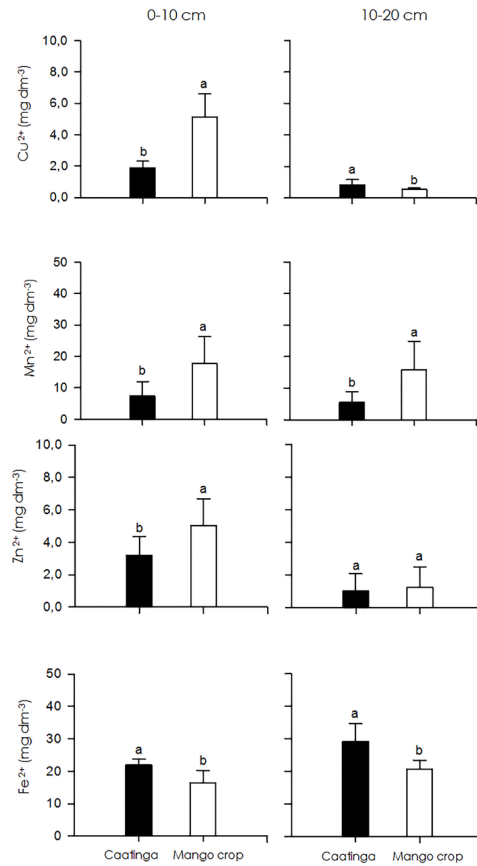 0-10 cm
10-20 cm
Cu²⁺ (mg dm⁻³)
10,0
8,0
6,0
4,0
2,0
0,0
b
a
a
b
Mn²⁺ (mg dm⁻³)
50
40
30
20
10
0
b
a
b
a
Zn²⁺ (mg dm⁻³)
10,0
8,0
6,0
4,0
2,0
0,0
b
a
a
a
Fe²⁺ (mg dm⁻³)
50
40
30
20
10
0
a
b
a
b
Caatinga Mango crop
Caatinga Mango crop